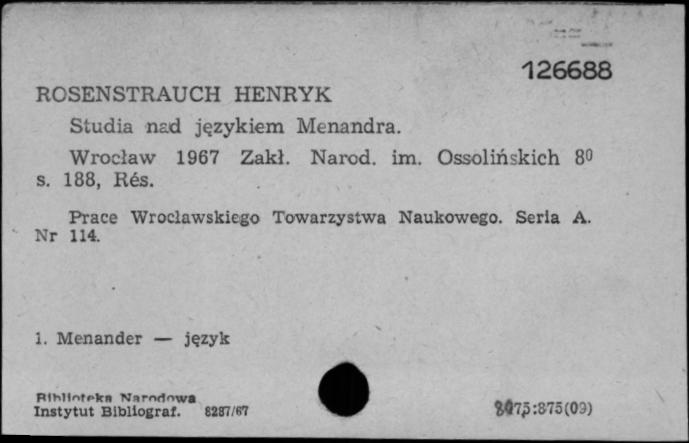 126688
ROSENSTRAUCH HENRYK
Studia nad językiem Menandra.
Wrocław 1967 Zakł. Narod. im. Ossolińskich 8⁰
s. 188, Rés.
Prace Wrocławskiego Towarzystwa Naukowego. Seria A.
Nr 114.
1. Menander — język
Biblioteka Narodowa
Instytut Bibliograf. 8287/67
875:875(09)